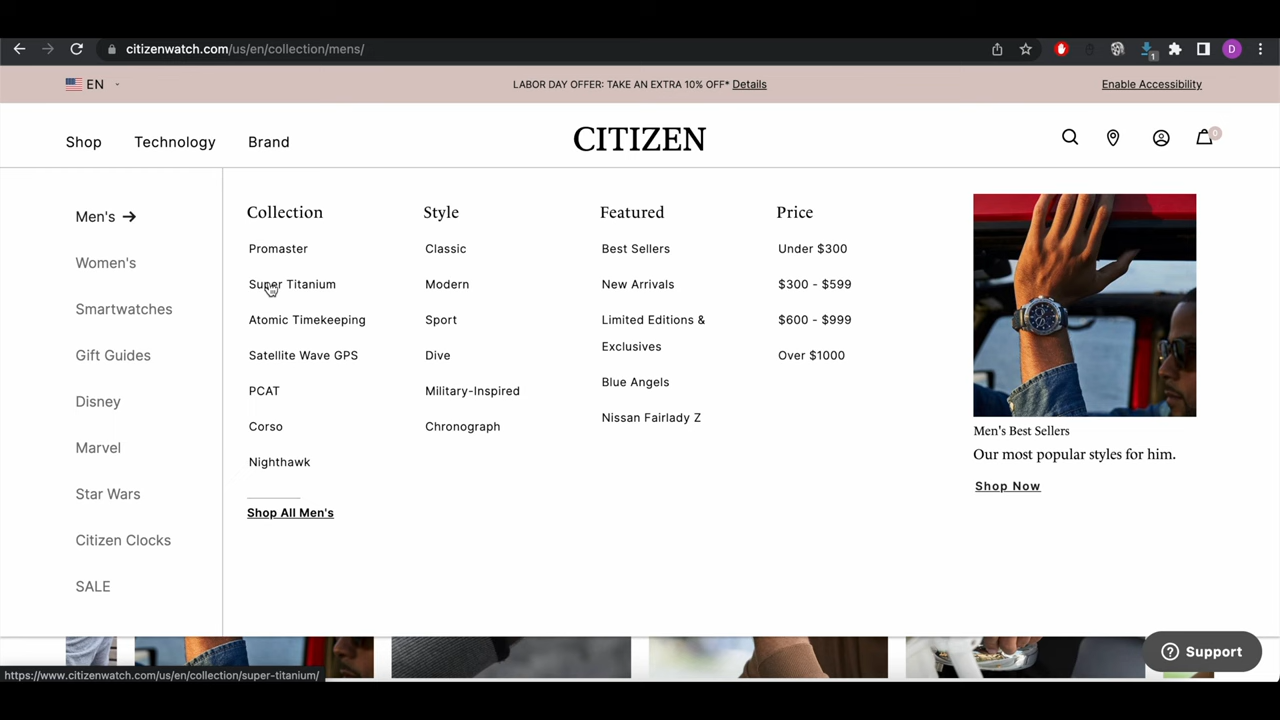 citizenwatch.com/us/en/collection/mens/
1
D
EN
LABOR DAY OFFER: TAKE AN EXTRA 10% OFF* Details
Enable Accessibility
Shop
Technology
Brand
CITIZEN
0
Men's →
Women's
Smartwatches
Gift Guides
Disney
Marvel
Star Wars
Citizen Clocks
SALE
Collection
Promaster
Super Titanium
Atomic Timekeeping
Satellite Wave GPS
PCAT
Corso
Nighthawk
Shop All Men's
Style
Classic
Modern
Sport
Dive
Military-Inspired
Chronograph
Featured
Best Sellers
New Arrivals
Limited Editions &
Exclusives
Blue Angels
Nissan Fairlady Z
Price
Under $300
$300 - $599
$600 - $999
Over $1000
Men's Best Sellers
Our most popular styles for him.
Shop Now
Support
https://www.citizenwatch.com/us/en/collection/super-titanium/